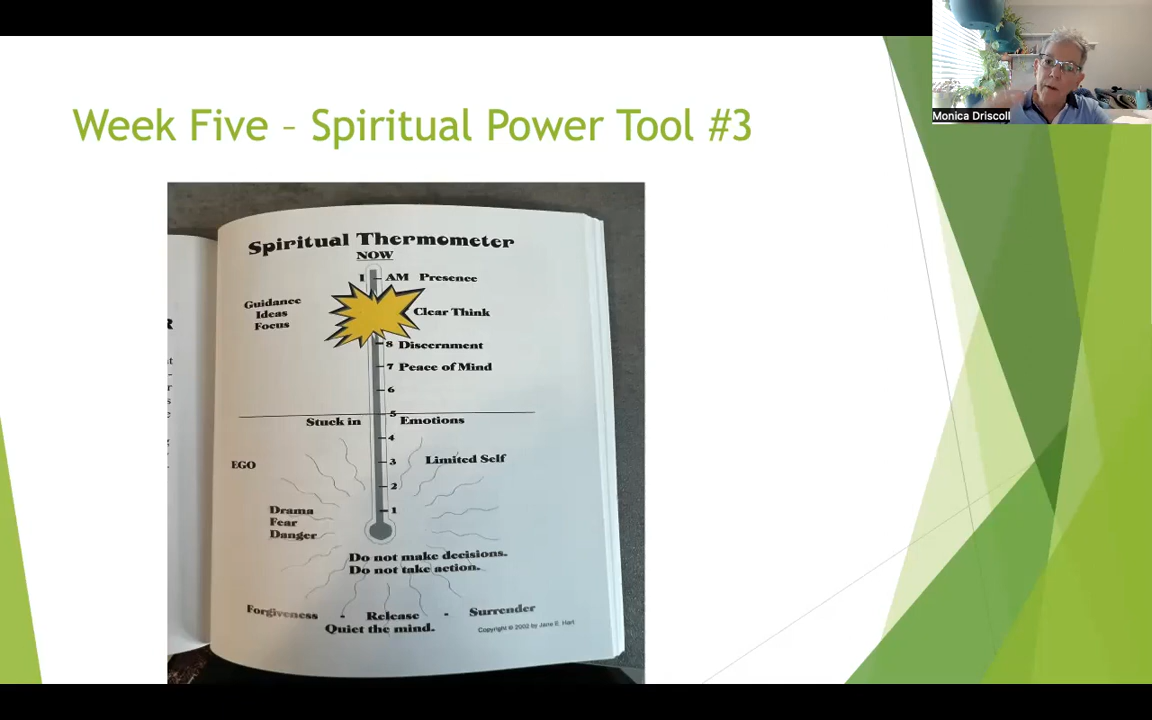 Monica Driscoll
Week Five – Spiritual Power Tool #3
Spiritual Thermometer
NOW
1 AM Presence
Guidance
Ideas
Focus
Clear Think
8 Discernment
7 Peace of Mind
6
5
Stuck in Emotions
4
EGO
3 Limited Self
2
Drama
Fear
Danger
1
Do not make decisions.
Do not take action.
Forgiveness - Release - Surrender
Quiet the mind.
Copyright © 2002 by Jane E. Hart